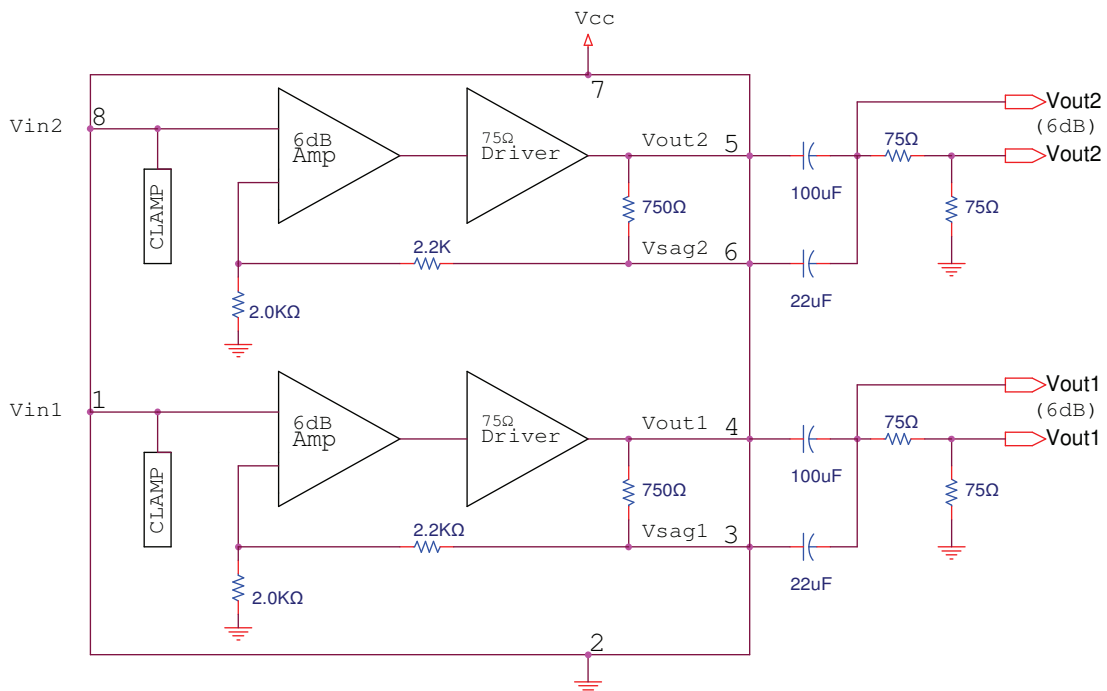 Vcc
7
Vin2
8
CLAMP
6dB
Amp
75Ω
Driver
Vout2
5
100uF
75Ω
75Ω
Vout2
(6dB)
Vout2
750Ω
2.2K
Vsag2
6
22uF
2.0KΩ
Vin1
1
CLAMP
6dB
Amp
75Ω
Driver
Vout1
4
100uF
75Ω
75Ω
Vout1
(6dB)
Vout1
750Ω
2.2KΩ
Vsag1
3
22uF
2.0KΩ
2